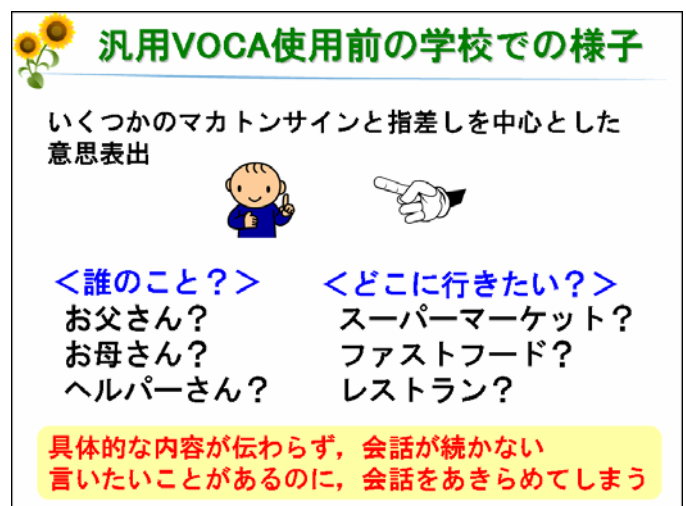 汎用VOCA使用前の学校での様子
いくつかのマカトンサインと指差しを中心とした
意思表出
＜誰のこと？＞
お父さん？
お母さん？
ヘルパーさん？
＜どこに行きたい？＞
スーパーマーケット？
ファストフード？
レストラン？
具体的な内容が伝わらず，会話が続かない
言いたいことがあるのに，会話をあきらめてしまう